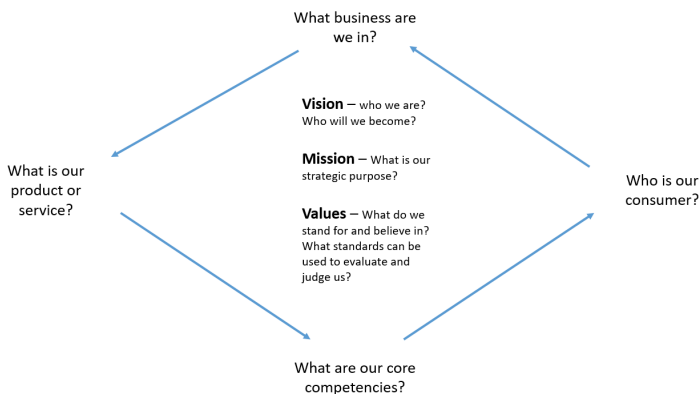 What business are
we in?
Vision – who we are?
Who will we become?
Mission – What is our
strategic purpose?
What is our
product or
service?
Who is our
consumer?
Values – What do we
stand for and believe in?
What standards can be
used to evaluate and
judge us?
What are our core
competencies?